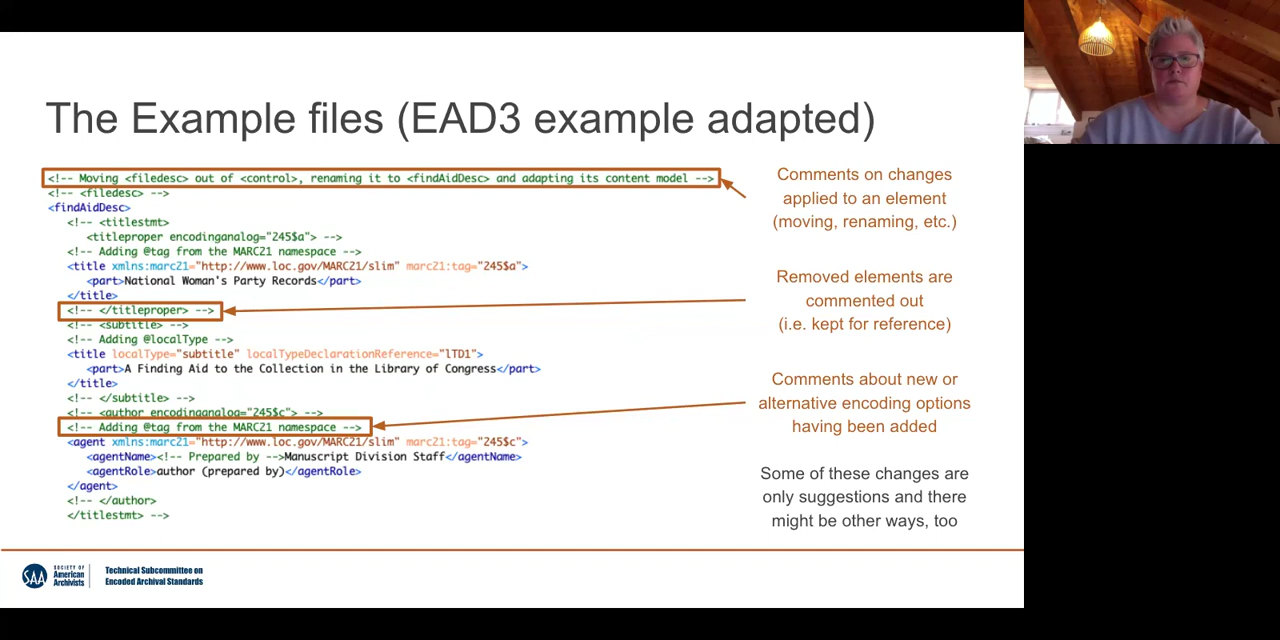 The Example files (EAD3 example adapted)
<!-- Moving <filedesc> out of <control>, renaming it to <findAidDesc> and adapting its content model -->
<!-- <filedesc> -->
<findAidDesc>
<!-- <titlestmt>
<titleproper encodinganalog="245$a"> -->
<!-- Adding @tag from the MARC21 namespace -->
<title xmlns:marc21="http://www.loc.gov/MARC21/slim" marc21:tag="245$a">
<part>National Woman's Party Records</part>
</title>
<!-- </titleproper> -->
<!-- <subtitle> -->
<!-- Adding @localType -->
<title localType="subtitle" localTypeDeclarationReference="lTD1">
<part>A Finding Aid to the Collection in the Library of Congress</part>
</title>
<!-- </subtitle> -->
<!-- <author encodinganalog="245$c"> -->
<!-- Adding @tag from the MARC21 namespace -->
<agent xmlns:marc21="http://www.loc.gov/MARC21/slim" marc21:tag="245$c">
<agentName><!-- Prepared by -->Manuscript Division Staff</agentName>
<agentRole>author (prepared by)</agentRole>
</agent>
<!-- </author>
</titlestmt> -->
Comments on changes
applied to an element
(moving, renaming, etc.)
Removed elements are
commented out
(i.e. kept for reference)
Comments about new or
alternative encoding options
having been added
Some of these changes are
only suggestions and there
might be other ways, too
SAA
SOCIETY OF
American
Archivists
Technical Subcommittee on
Encoded Archival Standards